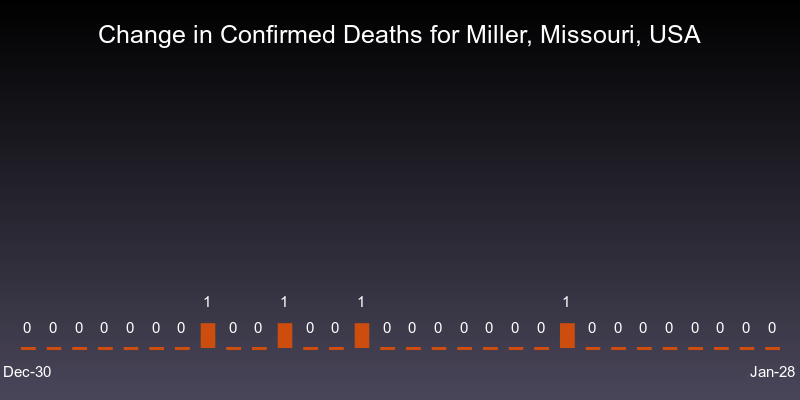 Change in Confirmed Deaths for Miller, Missouri, USA
1 1 1 1
0 0 0 0 0 0 0 0 0 0 0 0 0 0 0 0 0 0 0 0 0 0 0 0 0 0
Dec-30 Jan-28